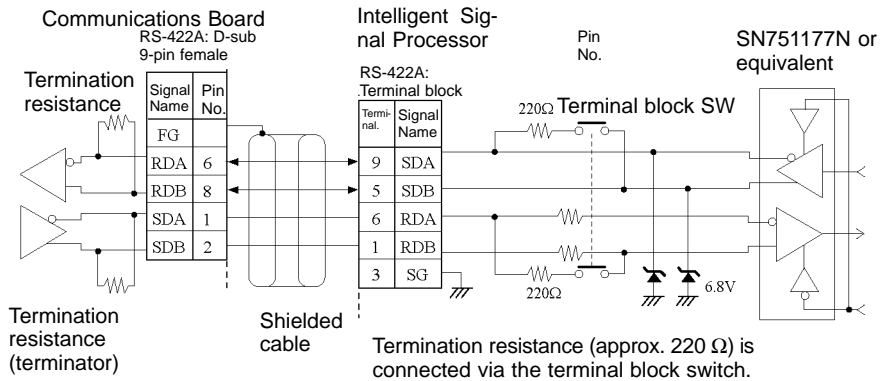 Communications Board
RS-422A: D-sub
9-pin female
Intelligent Sig-
nal Processor
Pin
No.
SN751177N or
equivalent
Termination
resistance
Signal
Name
Pin
No.
FG
RDA 6
RDB 8
SDA 1
SDB 2
RS-422A:
Terminal block
Termi-
nal.
Signal
Name
9 SDA
5 SDB
6 RDA
1 RDB
3 SG
220Ω
Terminal block SW
220Ω
6.8V
Termination
resistance
(terminator)
Shielded
cable
Termination resistance (approx. 220 Ω) is
connected via the terminal block switch.